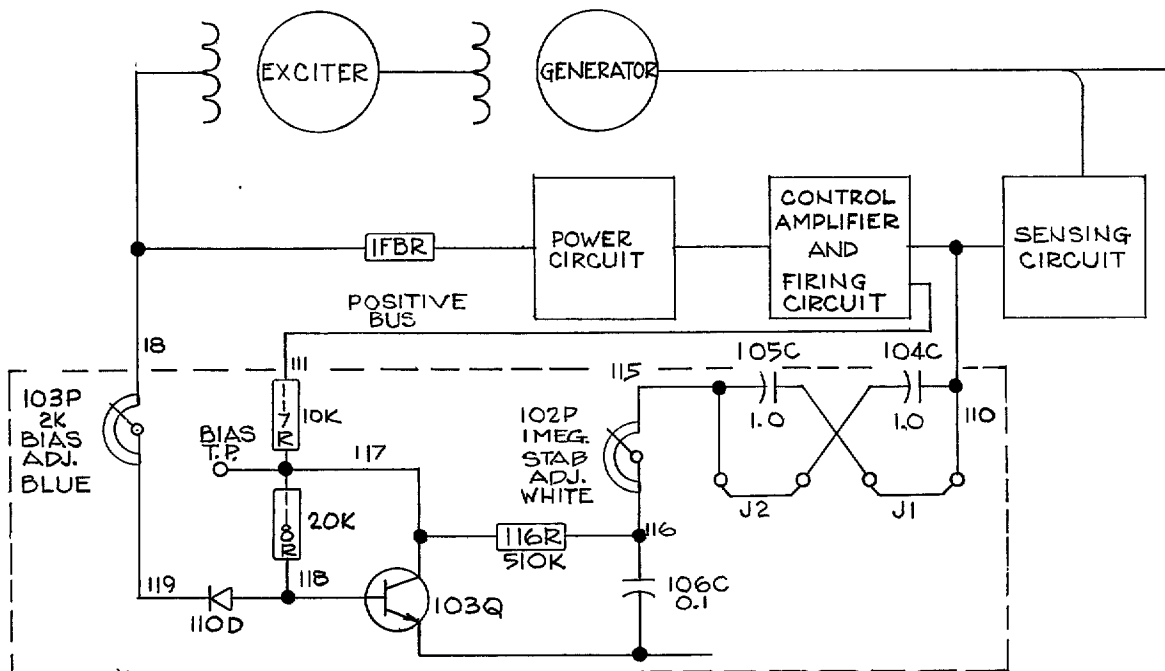 EXCITER
GENERATOR
1FBR
POWER
CIRCUIT
CONTROL
AMPLIFIER
AND
FIRING
CIRCUIT
SENSING
CIRCUIT
POSITIVE
BUS
18
111
103P
2K
BIAS
ADJ.
BLUE
117R
10K
BIAS
T.P.
117
118R
20K
119
110D
118
103Q
116R
510K
115
102P
1MEG.
STAB
ADJ.
WHITE
116
106C
0.1
105C
1.0
104C
1.0
110
J2
J1